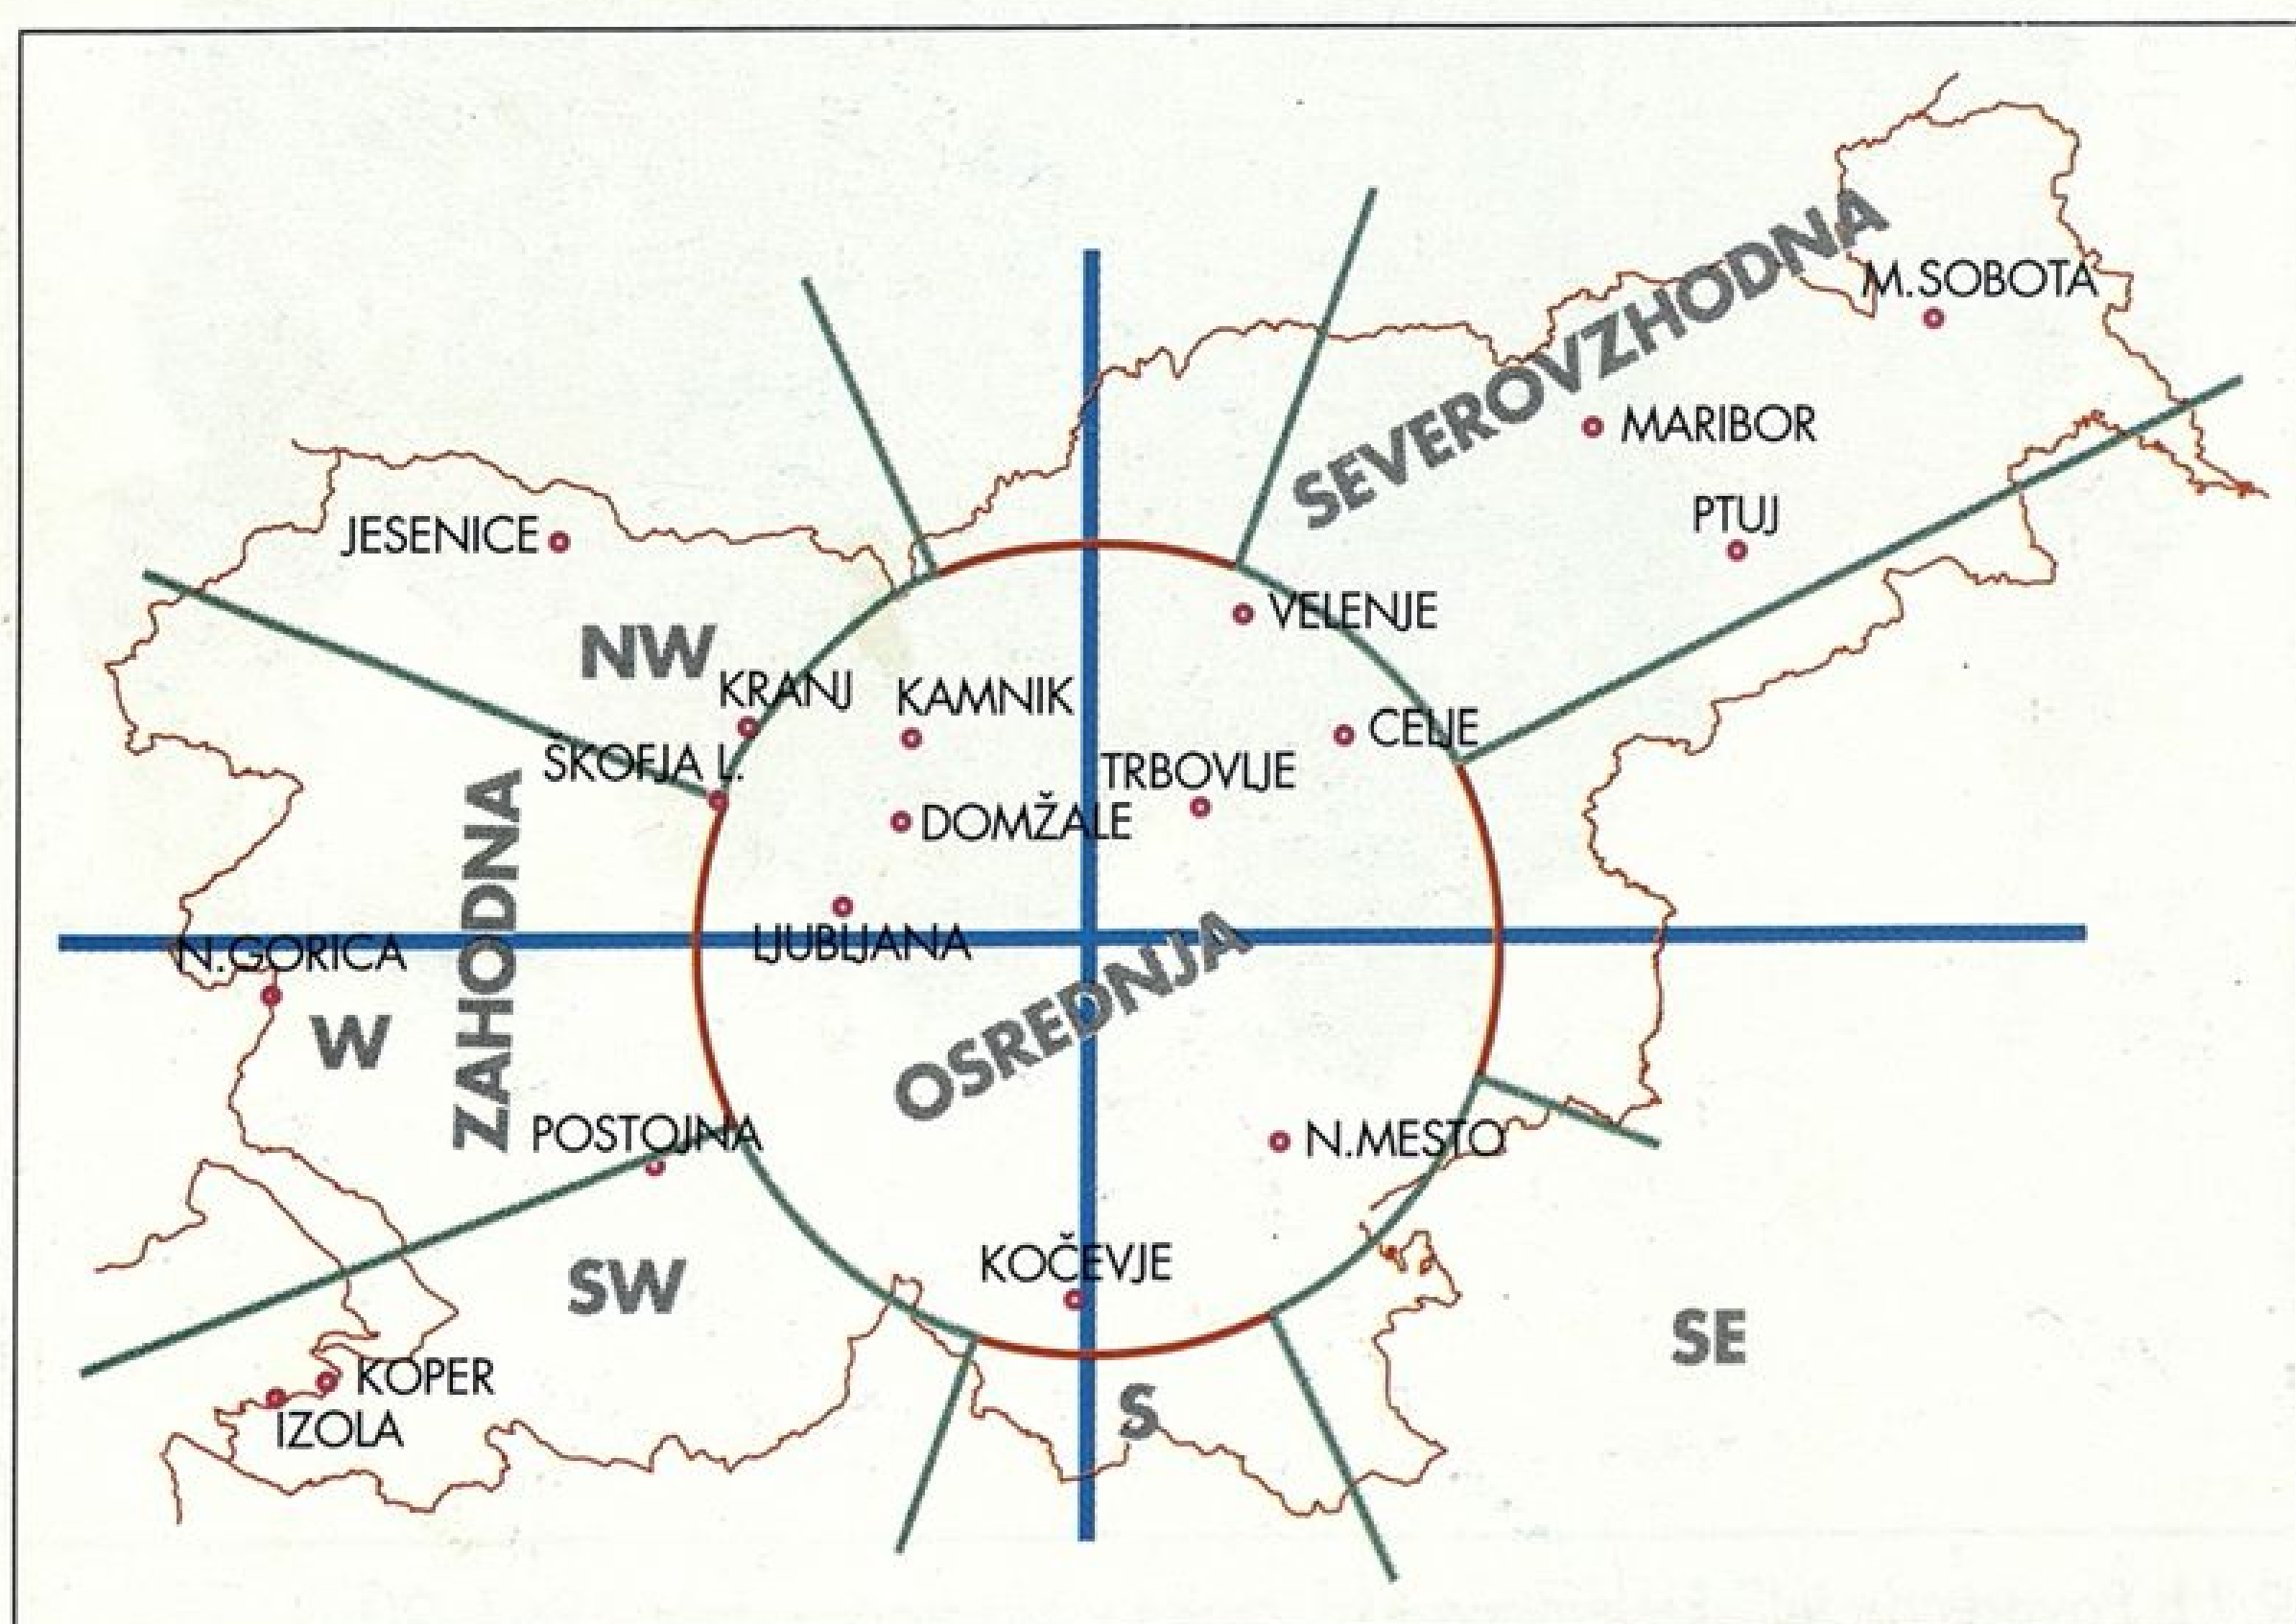 SEVEROVZHODNA
M.SOBOTA
MARIBOR
PTUJ
JESENICE
NW
VELENJE
KRANJ
KAMNIK
CELJE
ŠKOFJA L.
TRBOVLJE
DOMŽALE
ZAHODNA
LJUBLJANA
N.GORICA
OSREDNJA
W
POSTOJNA
N.MESTO
KOČEVJE
SW
SE
KOPER
S
IZOLA